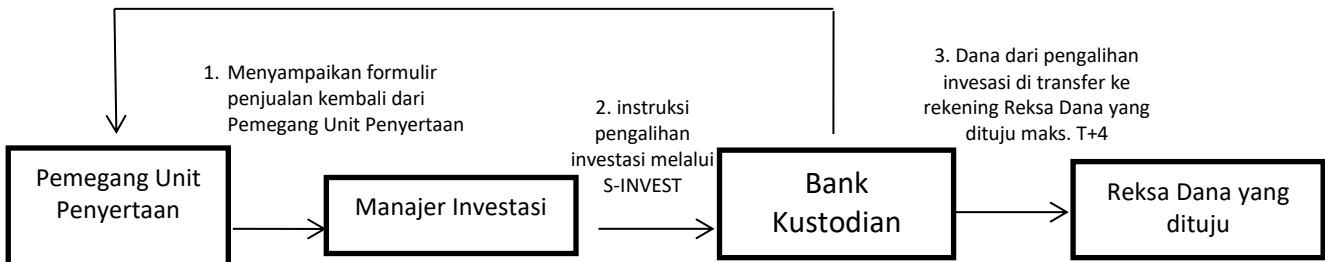 1. Menyampaikan formulir
penjualan kembali dari
Pemegang Unit Penyertaan
2. instruksi
pengalihan
investasi melalui
S-INVEST
3. Dana dari pengalihan
invesasi di transfer ke
rekening Reksa Dana yang
dituju maks. T+4
Pemegang Unit
Penyertaan
Manajer Investasi
Bank
Kustodian
Reksa Dana yang
dituju